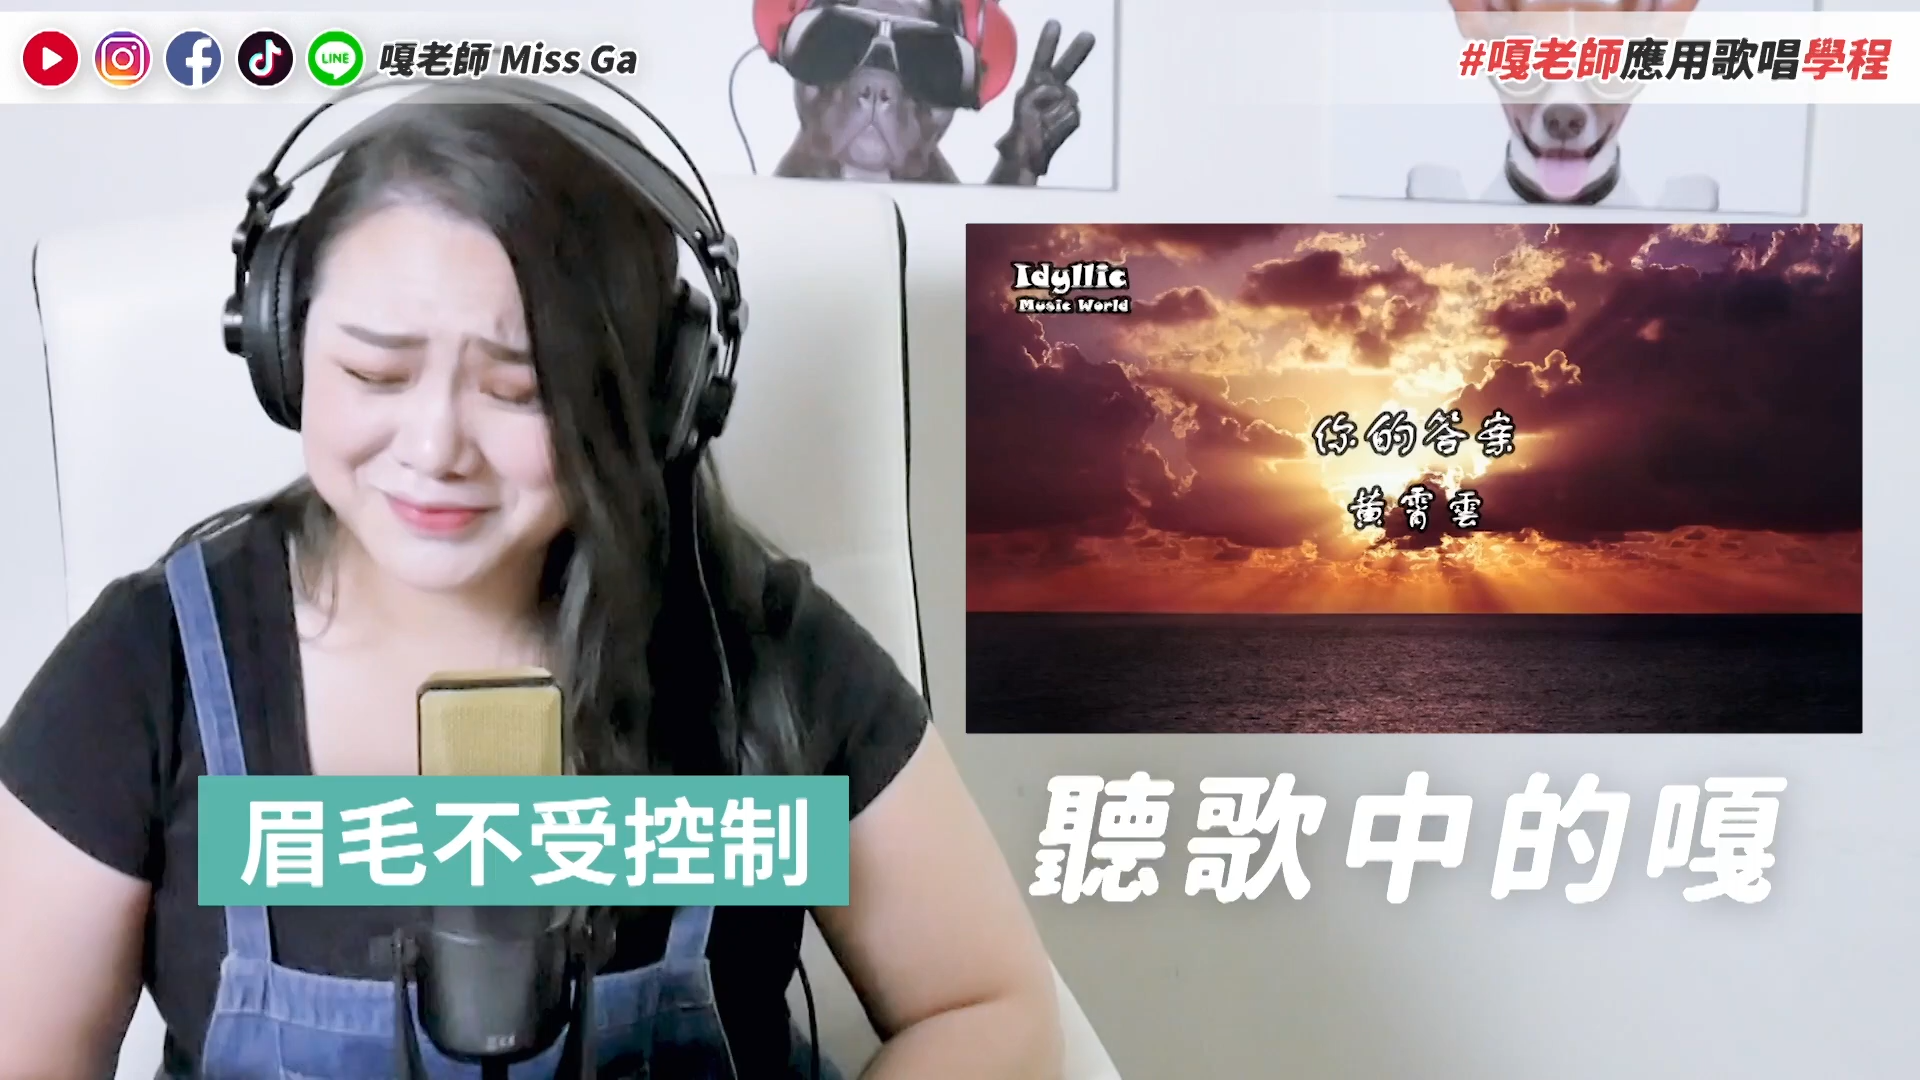 LINE
嘎老師 Miss Ga
#嘎老師應用歌唱學程
Idyllic
Music World
你的答案
黃霄雲
眉毛不受控制
聽歌中的嘎